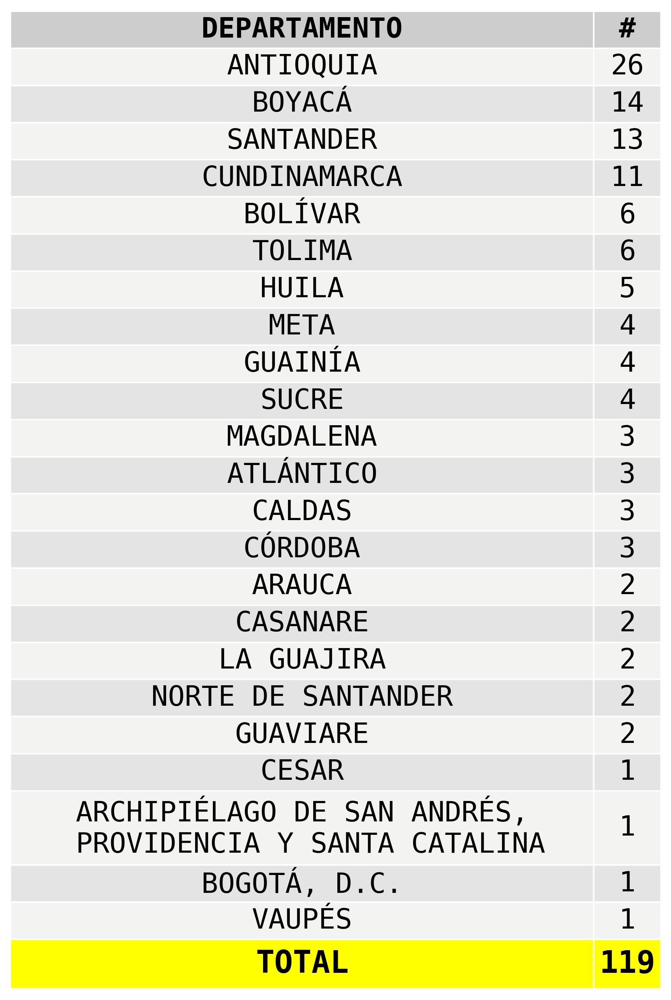 DEPARTAMENTO #
ANTIOQUIA 26
BOYACÁ 14
SANTANDER 13
CUNDINAMARCA 11
BOLÍVAR 6
TOLIMA 6
HUILA 5
META 4
GUAINÍA 4
SUCRE 4
MAGDALENA 3
ATLÁNTICO 3
CALDAS 3
CÓRDOBA 3
ARAUCA 2
CASANARE 2
LA GUAJIRA 2
NORTE DE SANTANDER 2
GUAVIARE 2
CESAR 1
ARCHIPIÉLAGO DE SAN ANDRÉS,
PROVIDENCIA Y SANTA CATALINA 1
BOGOTÁ, D.C. 1
VAUPÉS 1
TOTAL 119